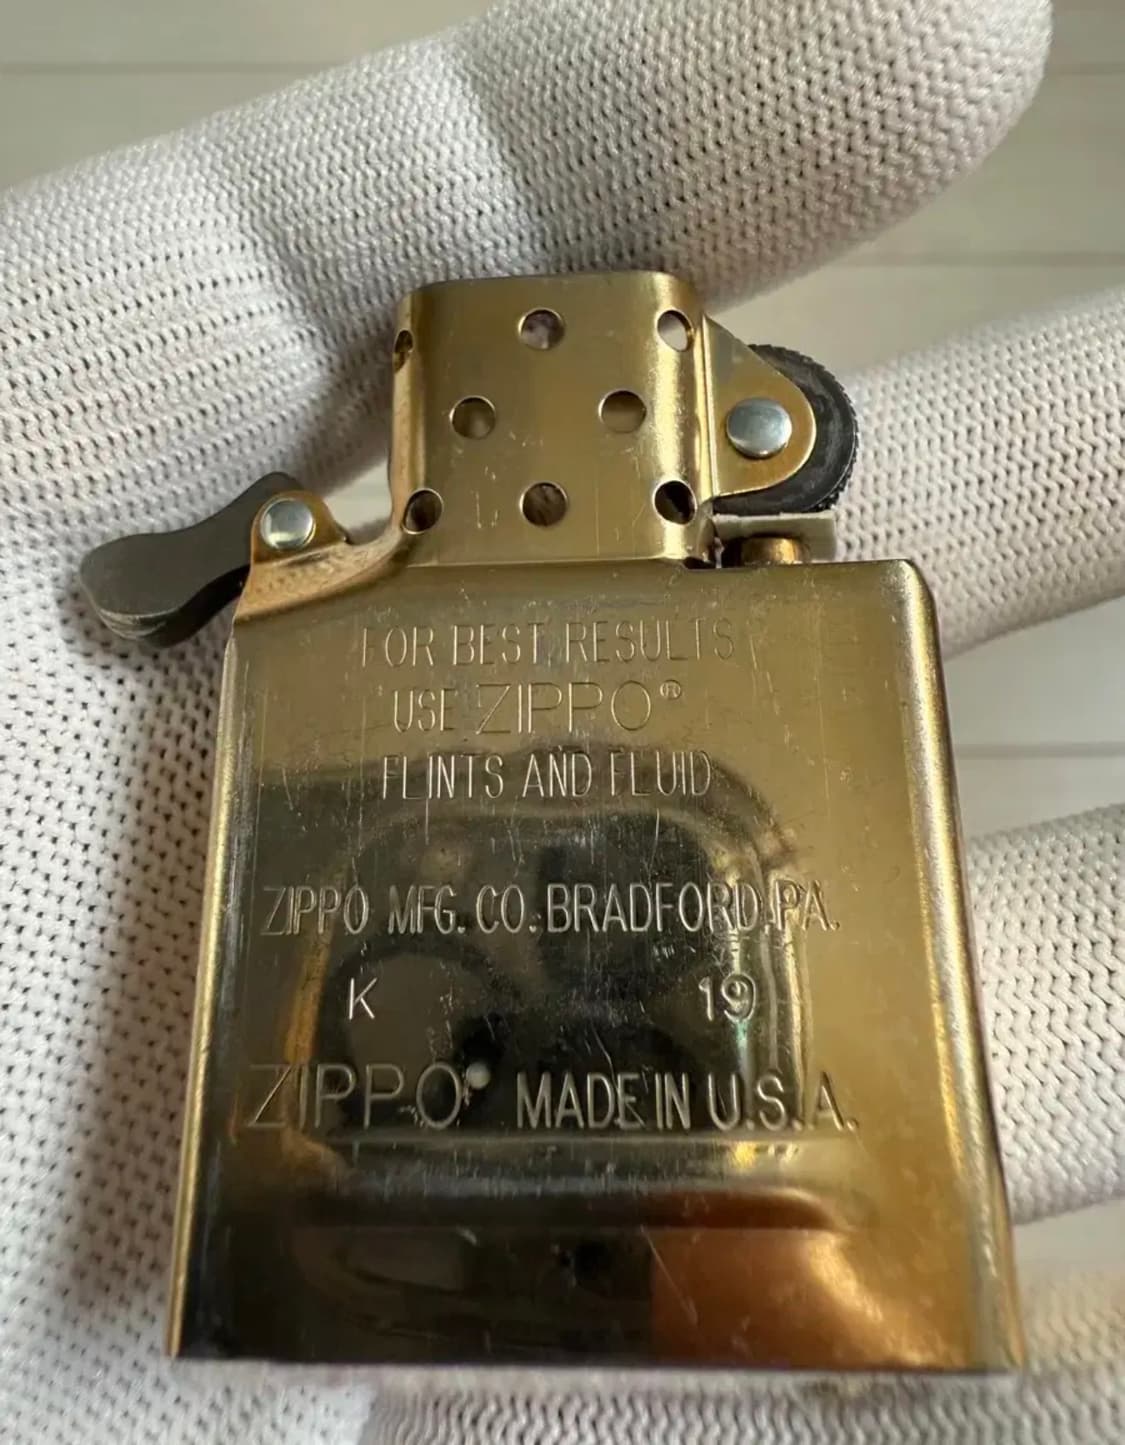 FOR BEST RESULTS
USE ZIPPO®
FLINTS AND FLUID
ZIPPO MFG. CO. BRADFORD, PA.
K 19
ZIPPO® MADE IN U.S.A.